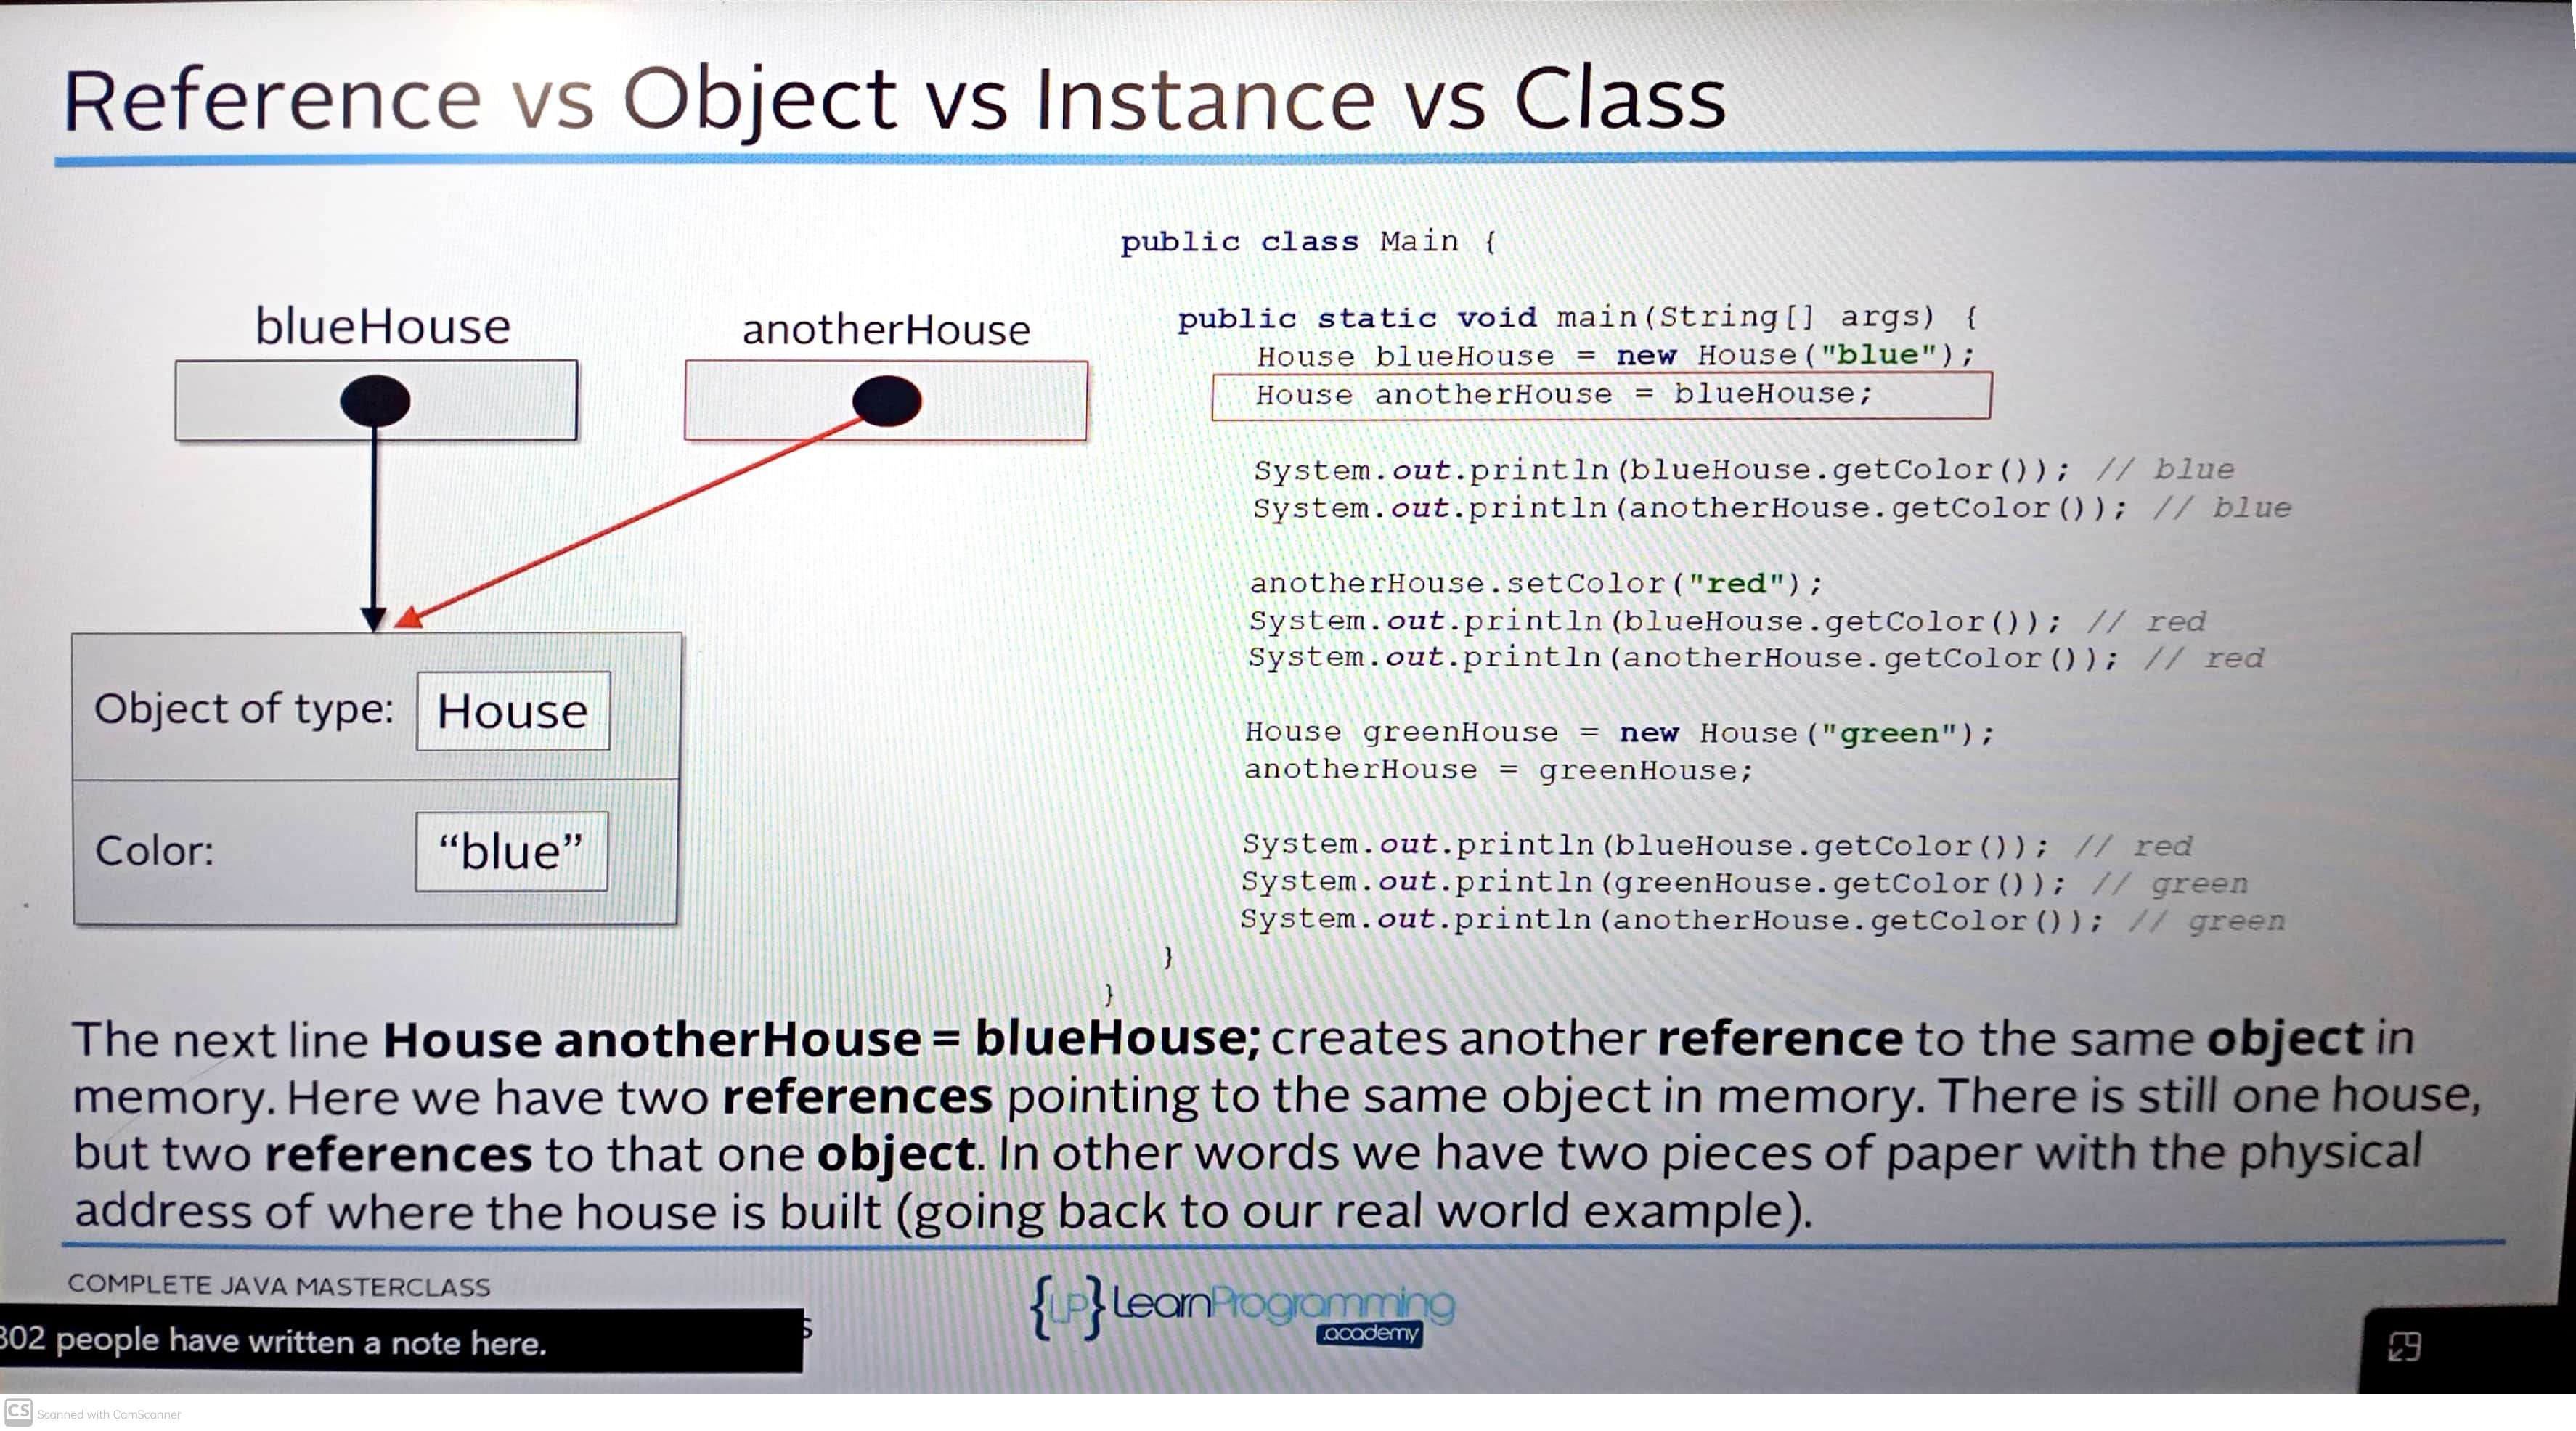 Reference vs Object vs Instance vs Class
blueHouse
anotherHouse
Object of type: House
Color: “blue”
public class Main {
public static void main(String[] args) {
House blueHouse = new House("blue");
House anotherHouse = blueHouse;
System.out.println(blueHouse.getColor()); // blue
System.out.println(anotherHouse.getColor()); // blue
anotherHouse.setColor("red");
System.out.println(blueHouse.getColor()); // red
System.out.println(anotherHouse.getColor()); // red
House greenHouse = new House("green");
anotherHouse = greenHouse;
System.out.println(blueHouse.getColor()); // red
System.out.println(greenHouse.getColor()); // green
System.out.println(anotherHouse.getColor()); // green
}
}
The next line House anotherHouse = blueHouse; creates another reference to the same object in
memory. Here we have two references pointing to the same object in memory. There is still one house,
but two references to that one object. In other words we have two pieces of paper with the physical
address of where the house is built (going back to our real world example).
COMPLETE JAVA MASTERCLASS
{LP} LearnProgramming
.academy
302 people have written a note here.
CS Scanned with CamScanner